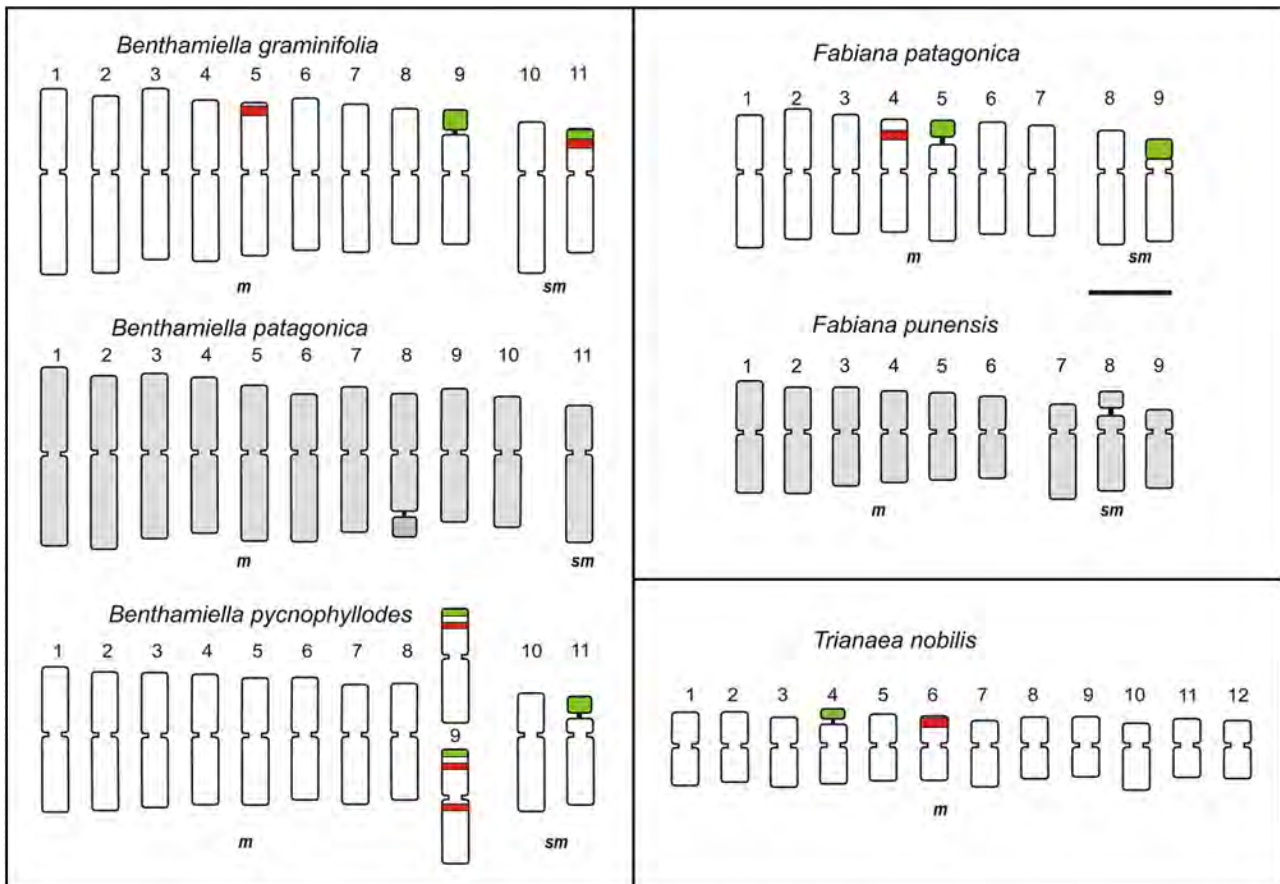 Benthamiella graminifolia
1 2 3 4 5 6 7 8 9 10 11
m sm
Benthamiella patagonica
1 2 3 4 5 6 7 8 9 10 11
m sm
Benthamiella pycnophyllodes
1 2 3 4 5 6 7 8 9 10 11
m sm
Fabiana patagonica
1 2 3 4 5 6 7 8 9
m sm
Fabiana punensis
1 2 3 4 5 6 7 8 9
m sm
Trianaea nobilis
1 2 3 4 5 6 7 8 9 10 11 12
m